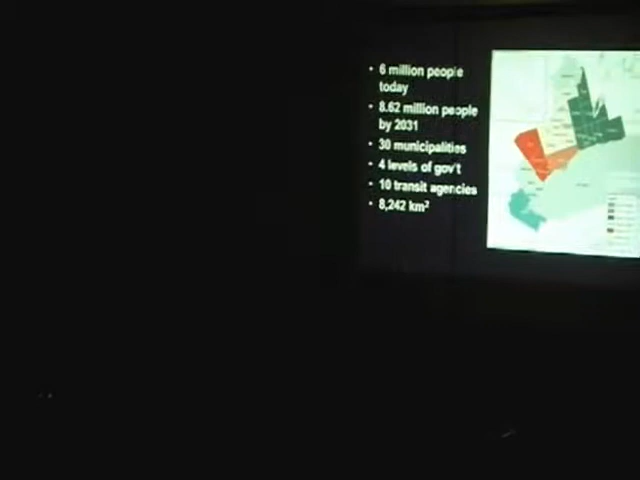 • 6 million people
today
• 8.62 million people
by 2031
• 30 municipalities
• 4 levels of gov't
• 10 transit agencies
• 8,242 km²